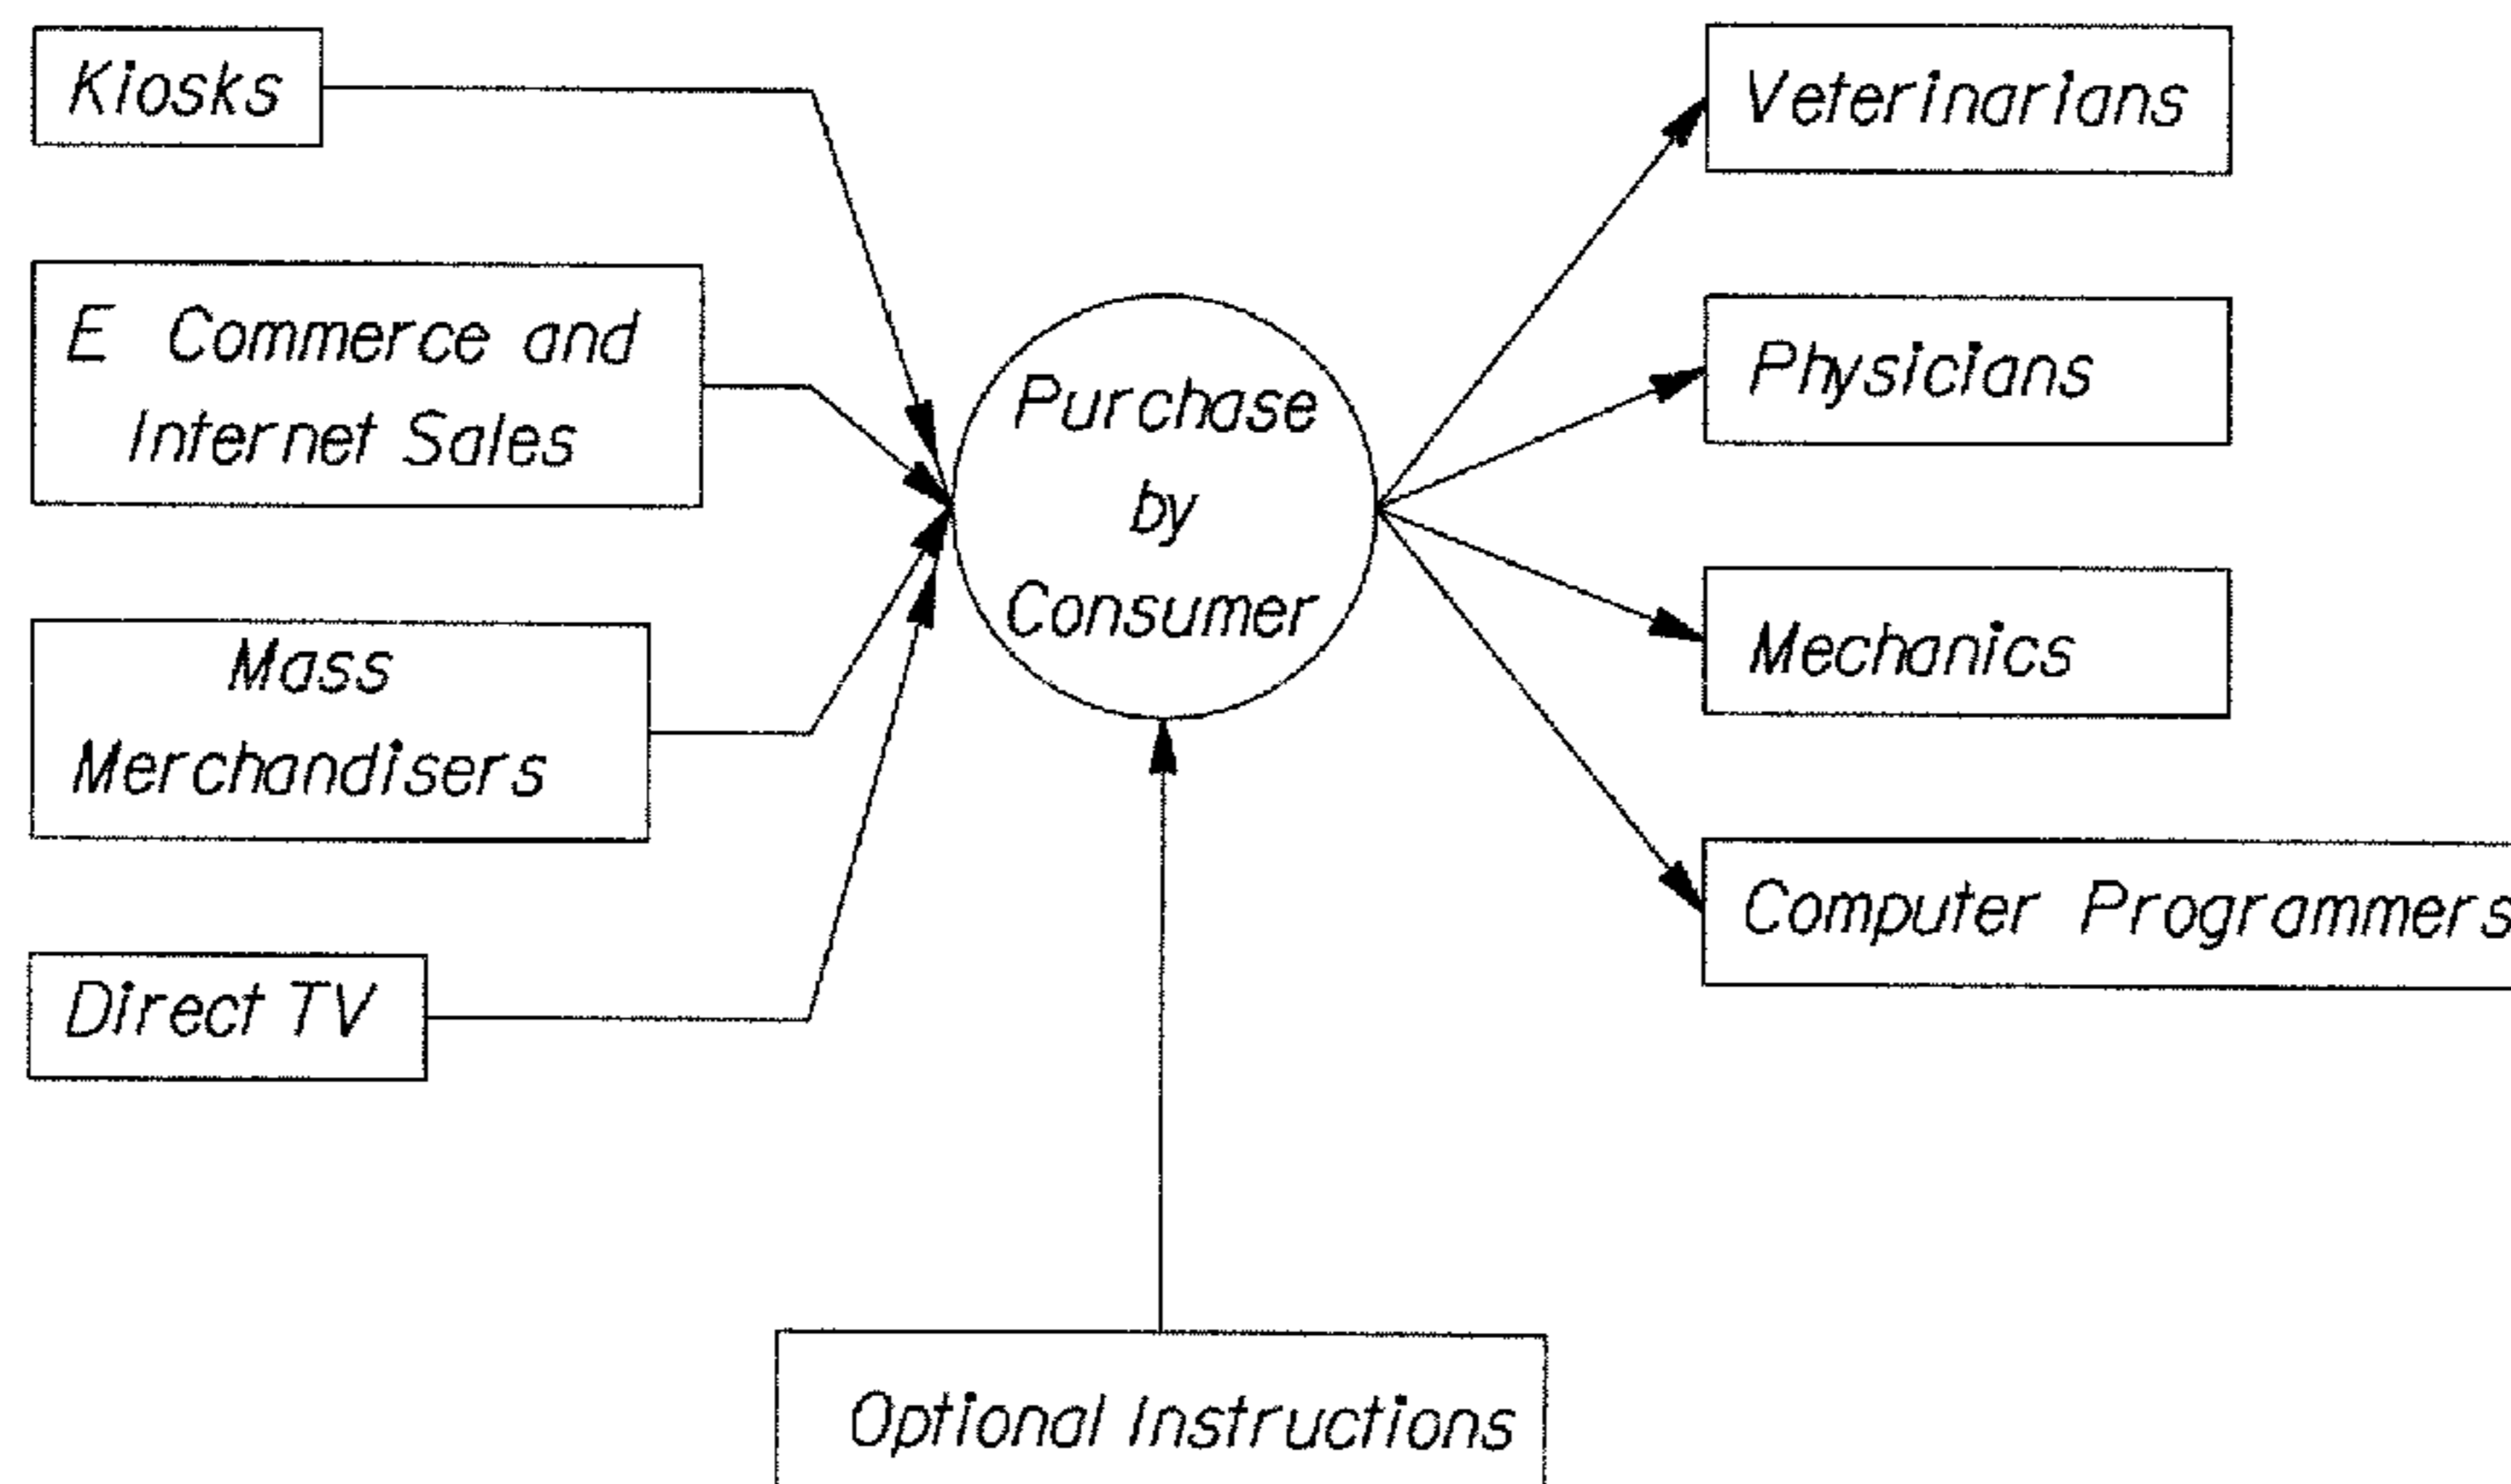 Kiosks
E Commerce and
Internet Sales
Mass
Merchandisers
Direct TV
Purchase
by
Consumer
Veterinarians
Physicians
Mechanics
Computer Programmers
Optional Instructions